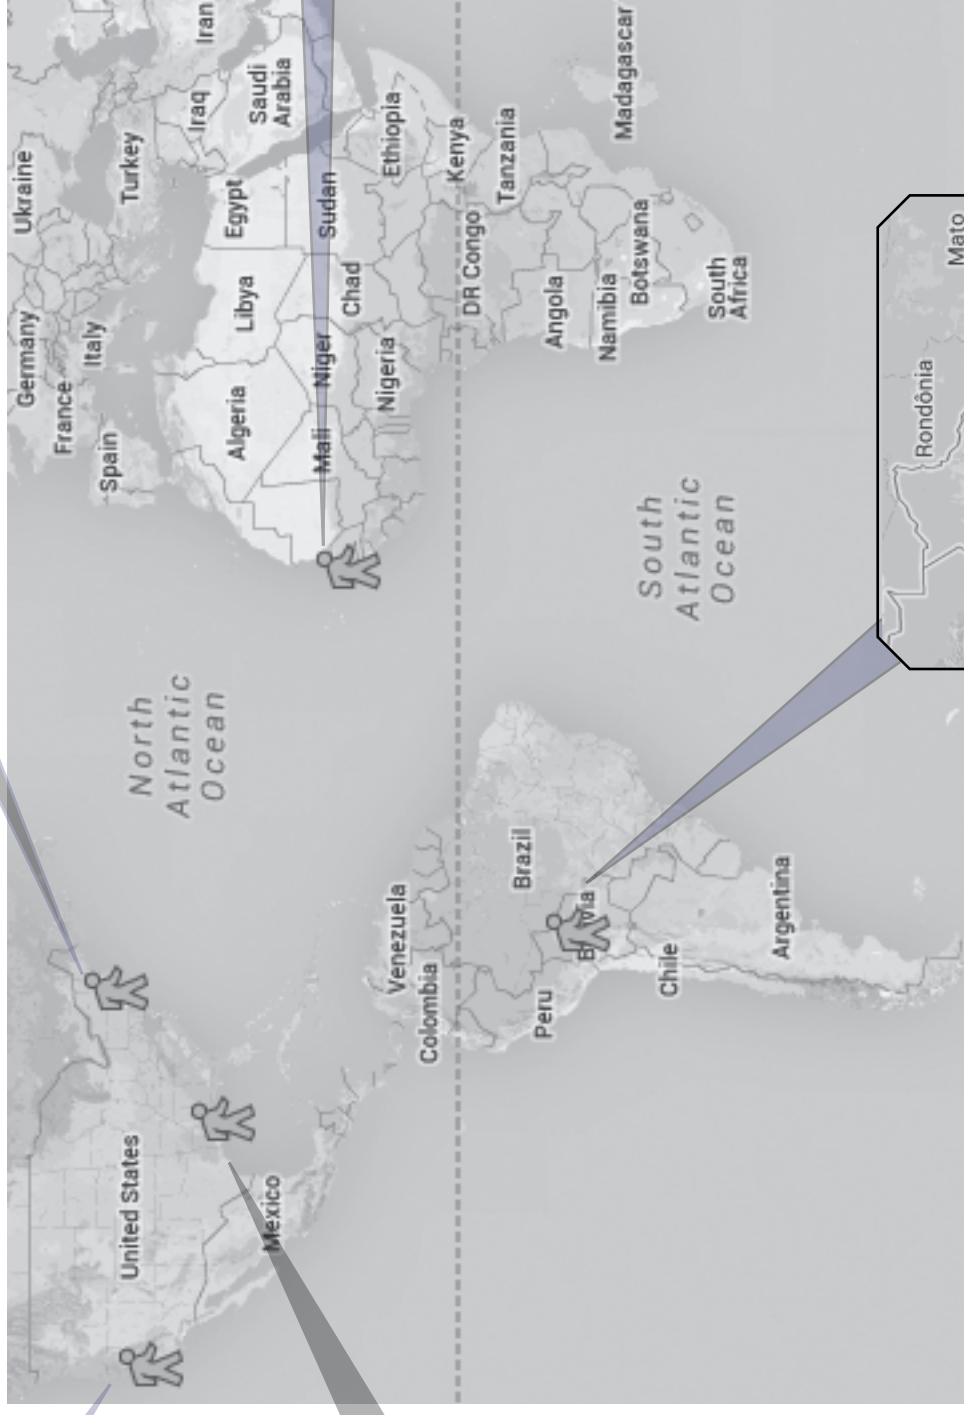 Germany
Ukraine
France
Italy
Spain
United States
Turkey
North
Atlantic
Ocean
Iraq
Iran
Algeria
Libya
Egypt
Saudi
Arabia
Mexico
Mali
Niger
Sudan
Chad
Nigeria
Ethiopia
Venezuela
Colombia
Kenya
DR Congo
Tanzania
Brazil
Peru
Angola
Namibia
Botswana
Madagascar
South
Atlantic
Ocean
Chile
South
Africa
Argentina
Rondônia
Mato